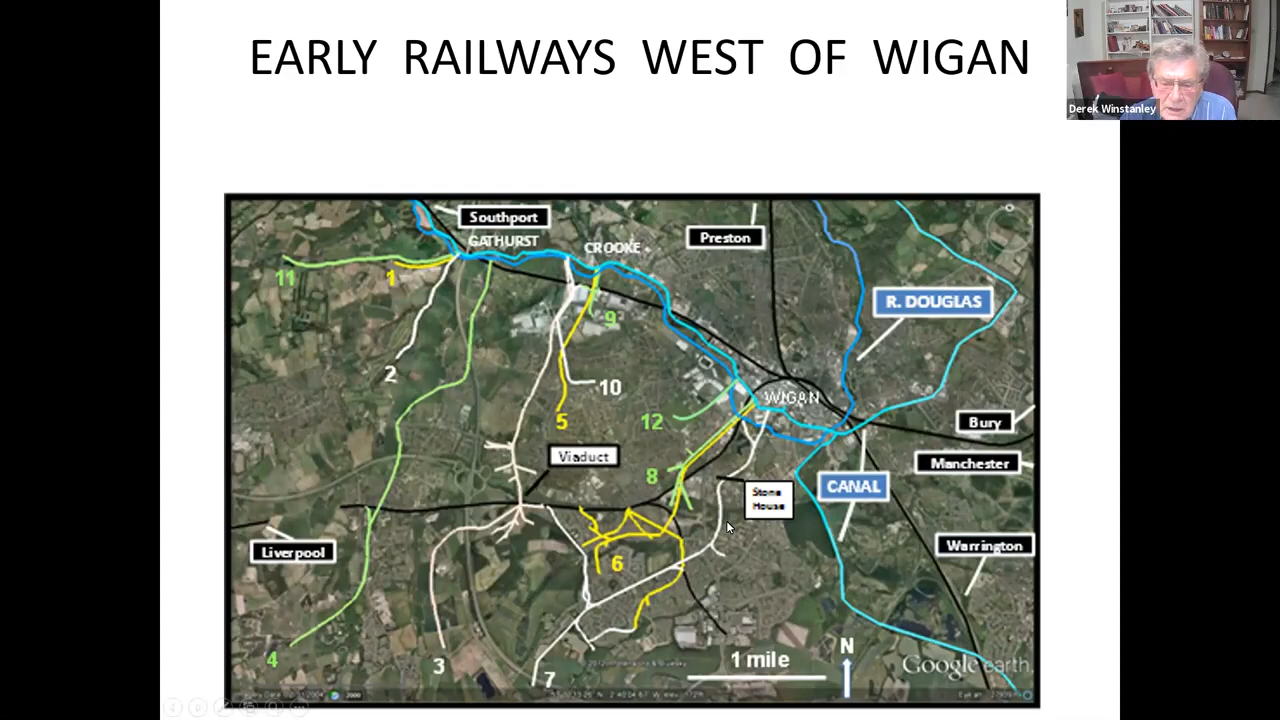 EARLY RAILWAYS WEST OF WIGAN
Derek Winstanley
Southport
GATHURST
CROOKE
Preston
11
1
R. DOUGLAS
9
2
10
WIGAN
5
12
Bury
Viaduct
8
Manchester
Stone
House
CANAL
Liverpool
Warrington
6
4
3
7
1 mile
N
Google earth